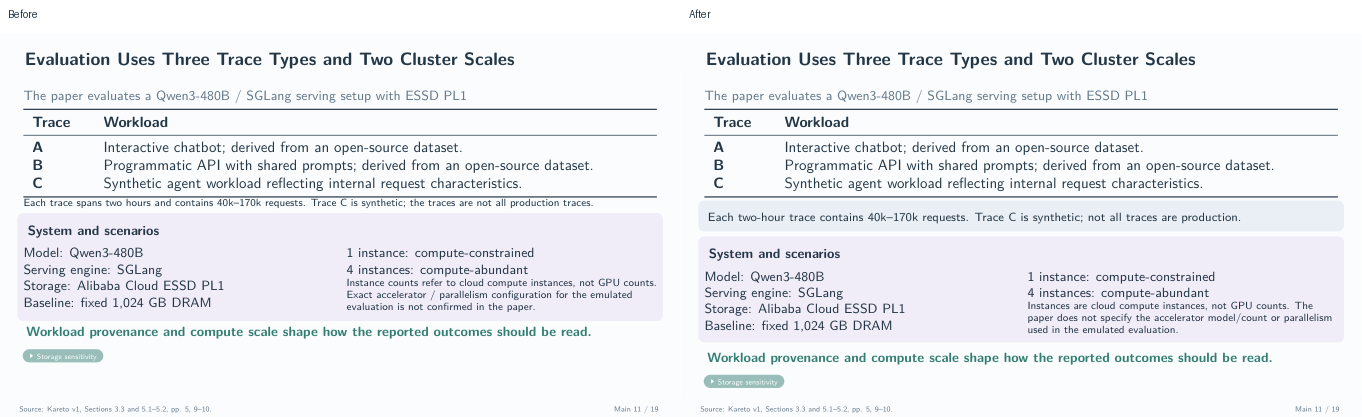 Before
Evaluation Uses Three Trace Types and Two Cluster Scales
The paper evaluates a Qwen3-480B / SGLang serving setup with ESSD PL1
Trace Workload
A Interactive chatbot; derived from an open-source dataset.
B Programmatic API with shared prompts; derived from an open-source dataset.
C Synthetic agent workload reflecting internal request characteristics.
Each trace spans two hours and contains 40k–170k requests. Trace C is synthetic; the traces are not all production traces.
System and scenarios
Model: Qwen3-480B
Serving engine: SGLang
Storage: Alibaba Cloud ESSD PL1
Baseline: fixed 1,024 GB DRAM
1 instance: compute-constrained
4 instances: compute-abundant
Instance counts refer to cloud compute instances, not GPU counts.
Exact accelerator / parallelism configuration for the emulated
evaluation is not confirmed in the paper.
Workload provenance and compute scale shape how the reported outcomes should be read.
Storage sensitivity
Source: Kareto v1, Sections 3.3 and 5.1–5.2, pp. 5, 9–10.
Main 11 / 19
After
Evaluation Uses Three Trace Types and Two Cluster Scales
The paper evaluates a Qwen3-480B / SGLang serving setup with ESSD PL1
Trace Workload
A Interactive chatbot; derived from an open-source dataset.
B Programmatic API with shared prompts; derived from an open-source dataset.
C Synthetic agent workload reflecting internal request characteristics.
Each two-hour trace contains 40k–170k requests. Trace C is synthetic; not all traces are production.
System and scenarios
Model: Qwen3-480B
Serving engine: SGLang
Storage: Alibaba Cloud ESSD PL1
Baseline: fixed 1,024 GB DRAM
1 instance: compute-constrained
4 instances: compute-abundant
Instances are cloud compute instances, not GPU counts. The
paper does not specify the accelerator model/count or parallelism
used in the emulated evaluation.
Workload provenance and compute scale shape how the reported outcomes should be read.
Storage sensitivity
Source: Kareto v1, Sections 3.3 and 5.1–5.2, pp. 5, 9–10.
Main 11 / 19